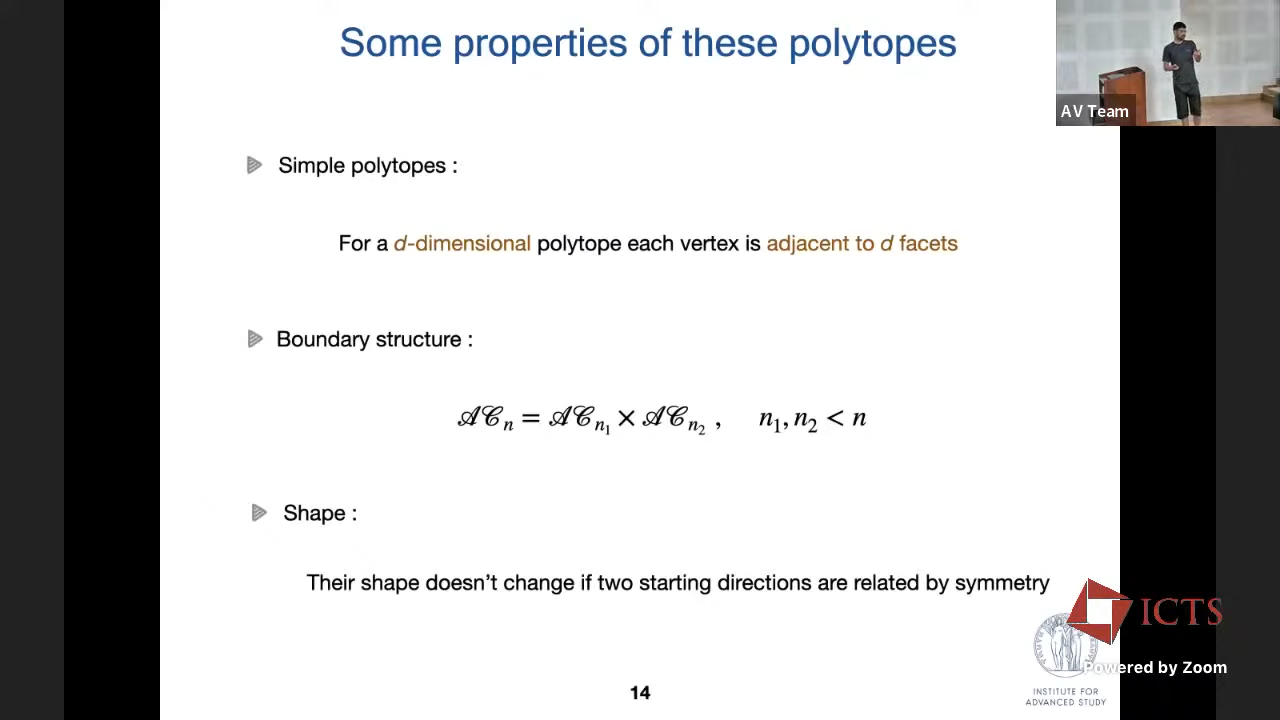 Some properties of these polytopes
AV Team
Simple polytopes :
For a d-dimensional polytope each vertex is adjacent to d facets
Boundary structure :
𝒜𝒞ₙ = 𝒜𝒞ₙ₁ × 𝒜𝒞ₙ₂ , n₁, n₂ < n
Shape :
Their shape doesn't change if two starting directions are related by symmetry
ICTS
Powered by Zoom
INSTITUTE FOR
ADVANCED STUDY
14